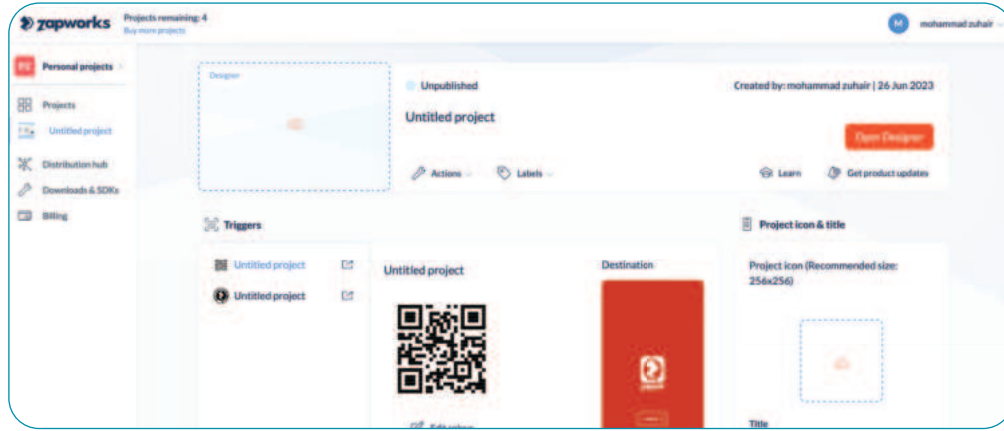 zapworks
Projects remaining: 4
Buy more projects
M
mohammad zuhair
Personal projects
Projects
Untitled project
Distribution hub
Downloads & SDKs
Billing
Designer
Unpublished
Created by: mohammad zuhair | 26 Jun 2023
Untitled project
Open Designer
Actions
Labels
Learn
Get product updates
Triggers
Untitled project
Untitled project
Untitled project
Destination
Project icon & title
Project icon (Recommended size:
256x256)
Title